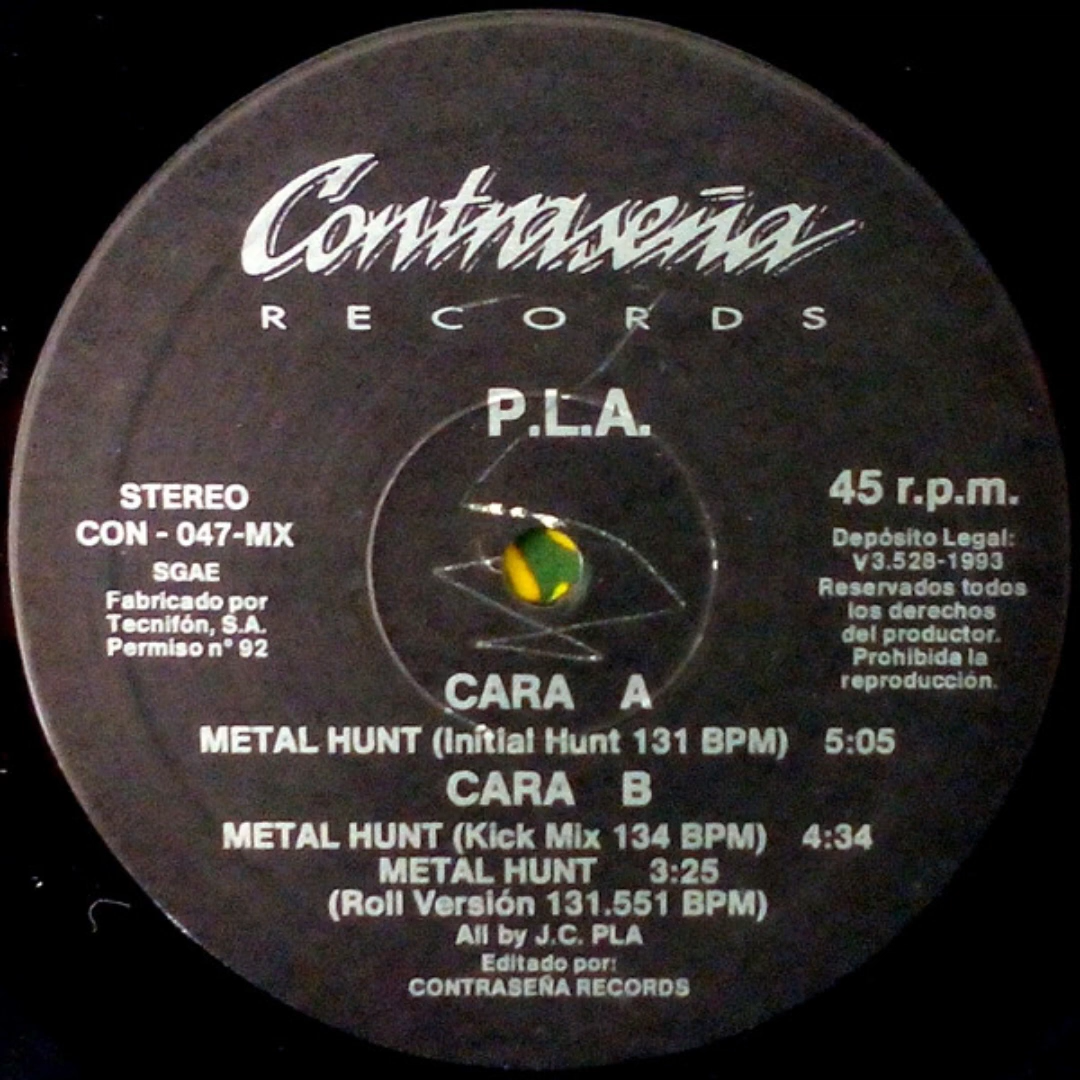 Contraseña
RECORDS
P.L.A.
STEREO
CON - 047-MX
SGAE
Fabricado por
Tecnifón, S.A.
Permiso n° 92
45 r.p.m.
Depósito Legal:
V3.528-1993
Reservados todos
los derechos
del productor.
Prohibida la
reproducción.
CARA A
METAL HUNT (Initial Hunt 131 BPM) 5:05
CARA B
METAL HUNT (Kick Mix 134 BPM) 4:34
METAL HUNT 3:25
(Roll Versión 131.551 BPM)
All by J.C. PLA
Editado por:
CONTRASEÑA RECORDS